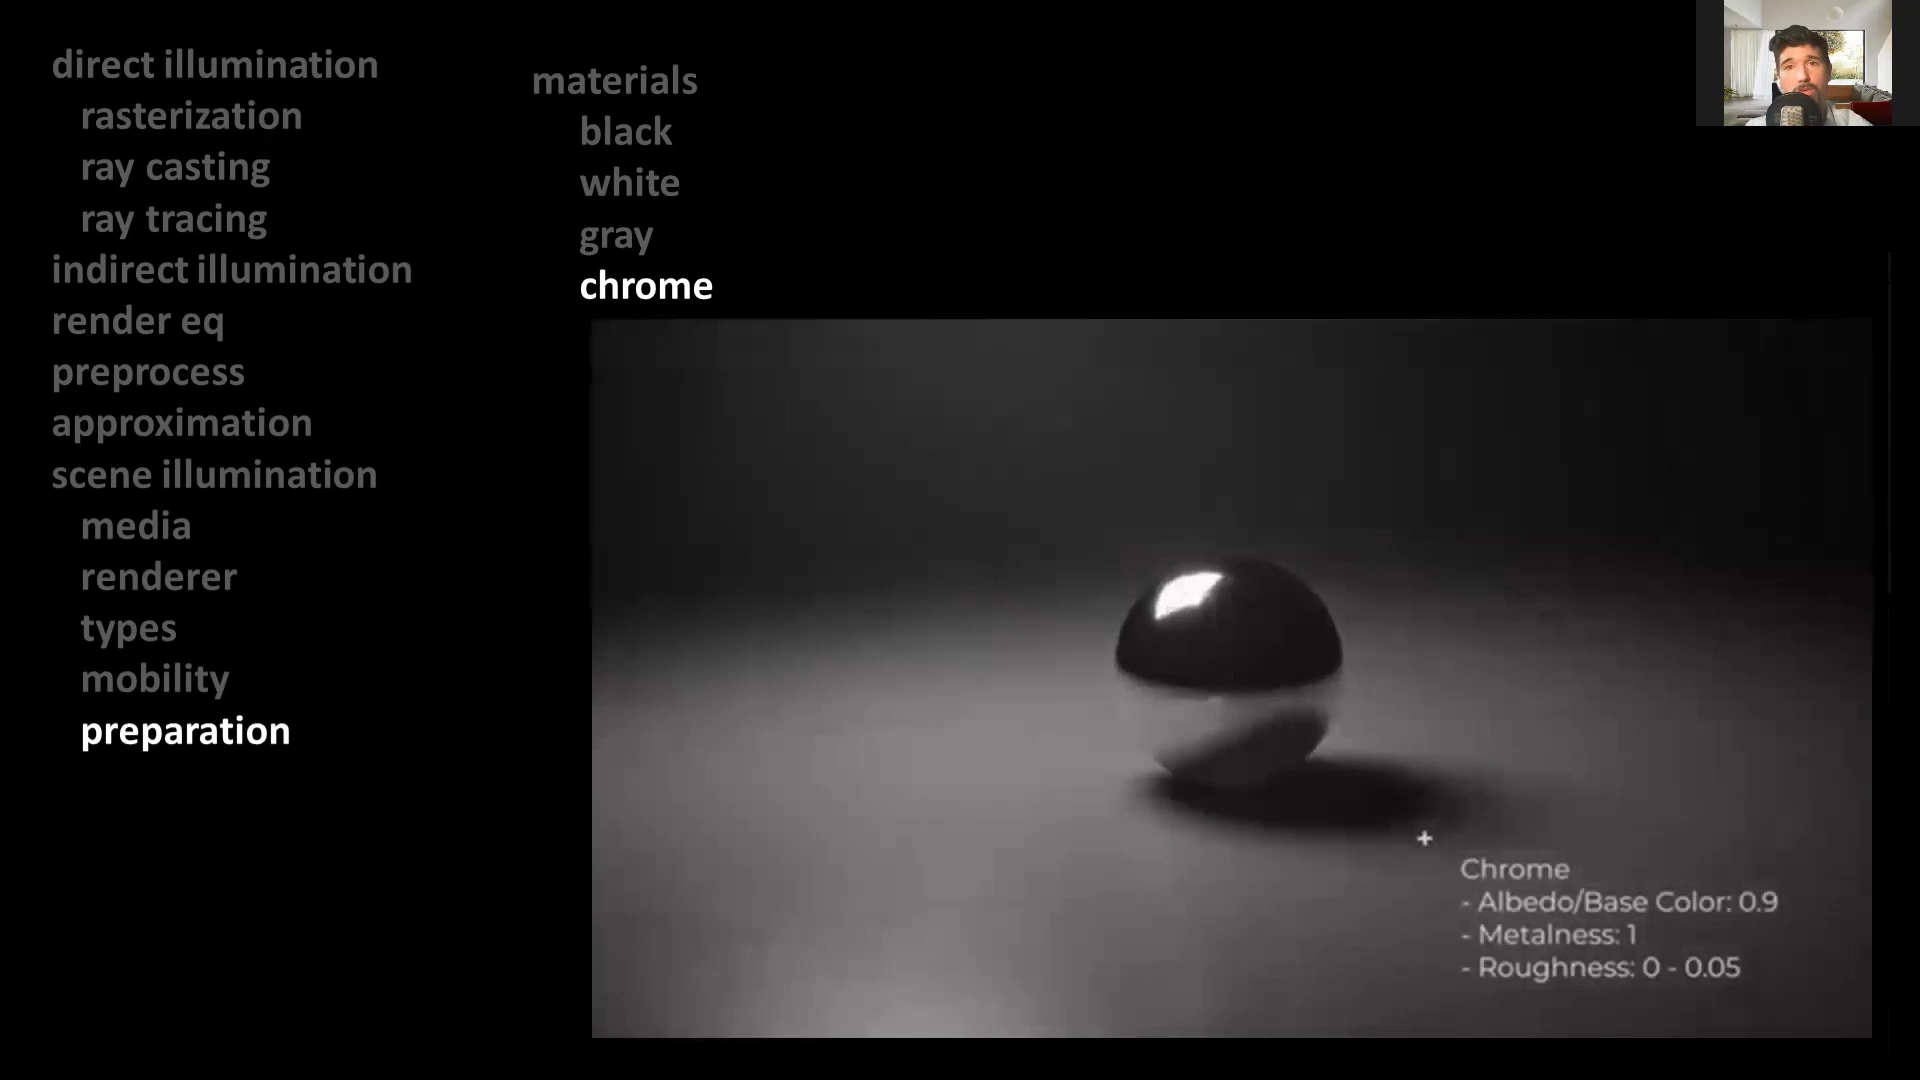 direct illumination
rasterization
ray casting
ray tracing
indirect illumination
render eq
preprocess
approximation
scene illumination
media
renderer
types
mobility
preparation
materials
black
white
gray
chrome
Chrome
- Albedo/Base Color: 0.9
- Metalness: 1
- Roughness: 0 - 0.05